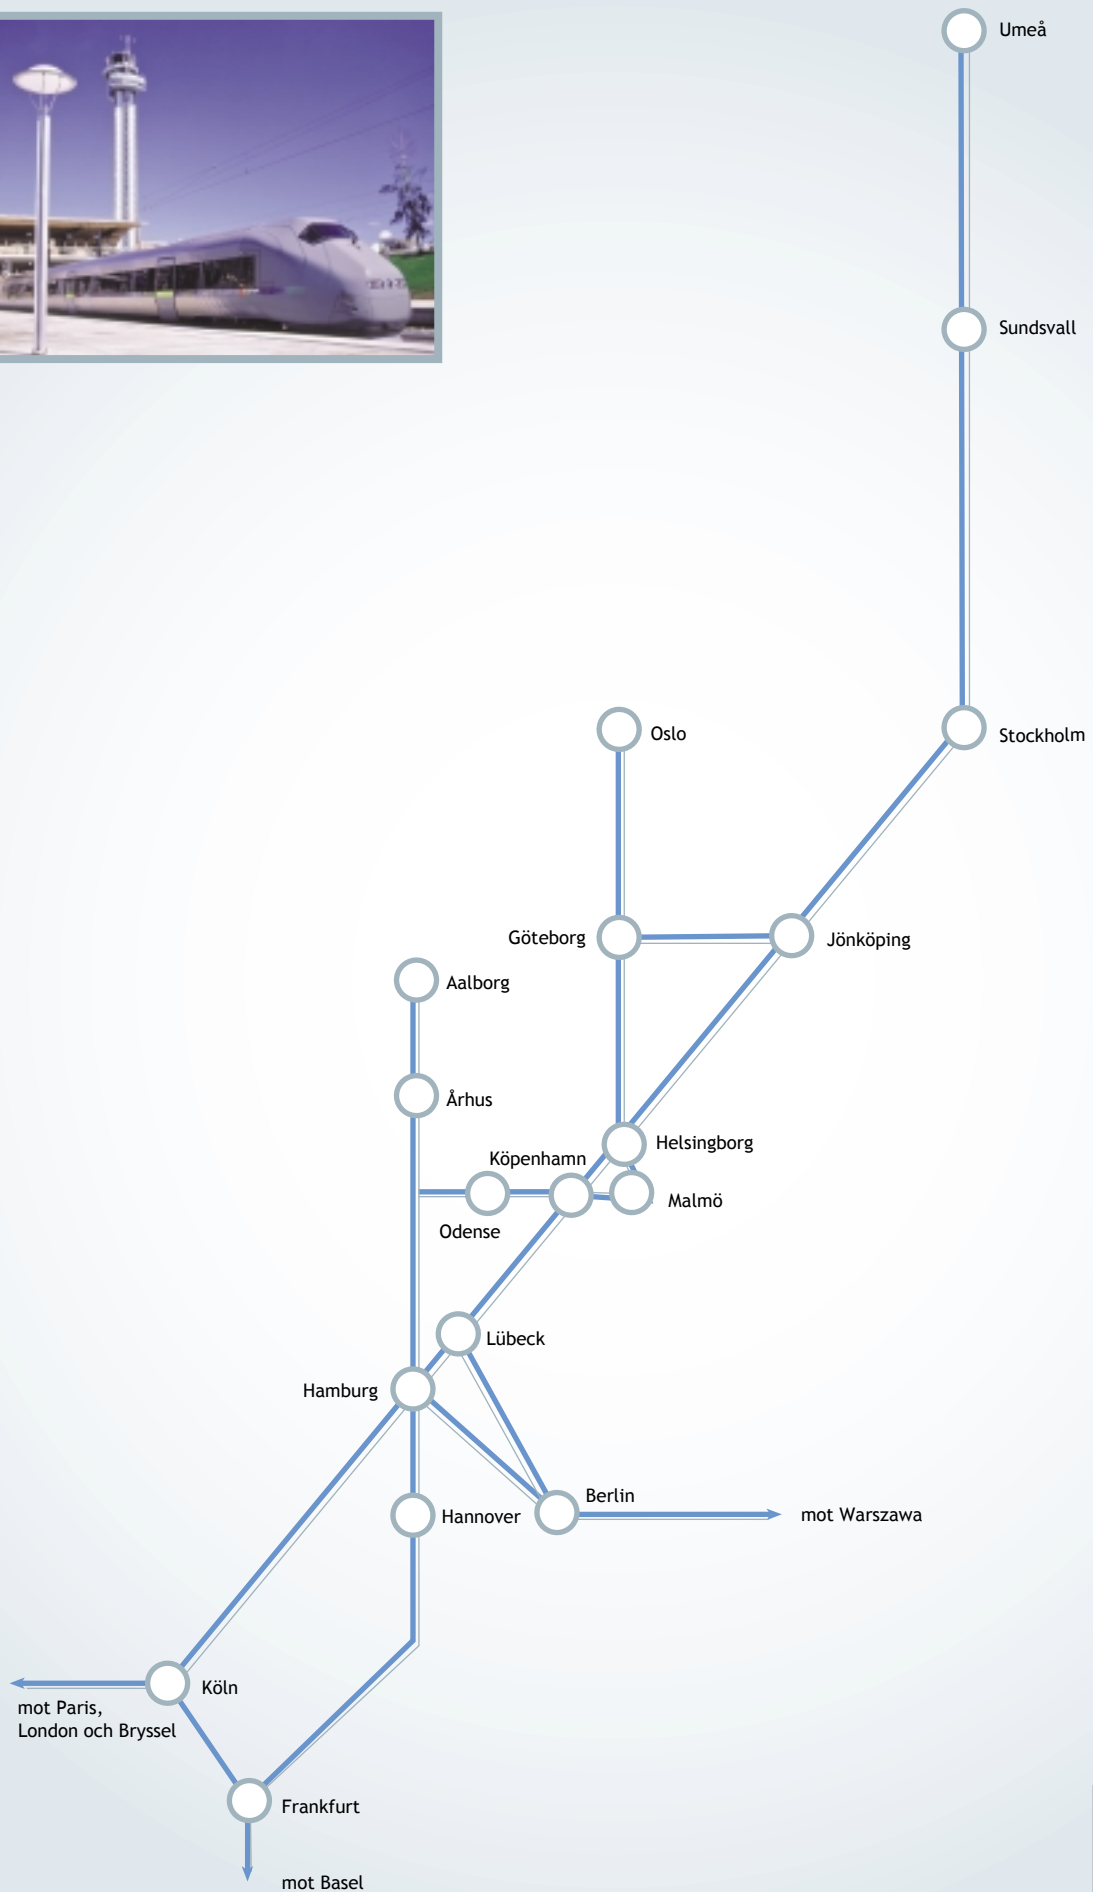 Umeå
Sundsvall
Oslo
Stockholm
Göteborg
Jönköping
Aalborg
Århus
Helsingborg
Köpenhamn
Malmö
Odense
Lübeck
Hamburg
Berlin
Hannover
mot Warszawa
Köln
mot Paris,
London och Bryssel
Frankfurt
mot Basel